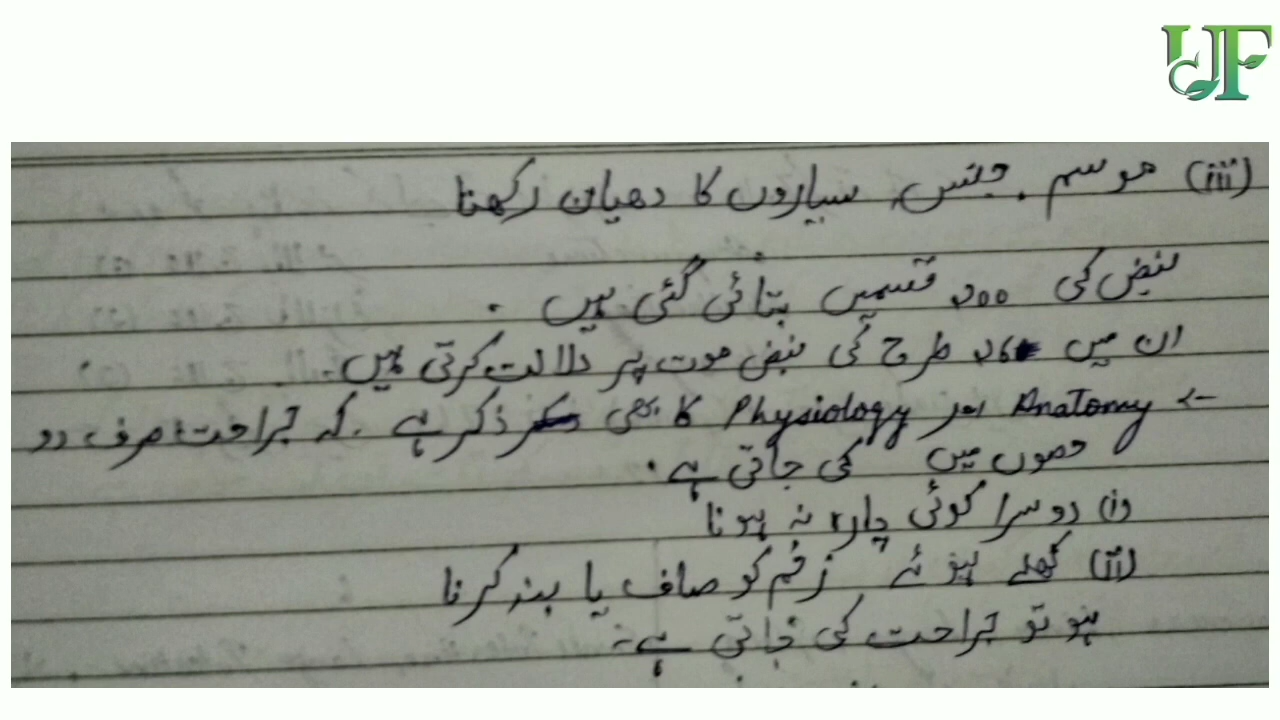 UF
(iii) موسم، جنس، سیاروں کا دھیان رکھنا
نبض کی ۲۰۰ قسمیں بتائی گئی ہیں۔
ان میں ۲۶ طرح کی نبض موت پر دلالت کرتی ہیں۔
Anatomy اور Physiology کا بھی ذکر ہے۔ کہ جراحت صرف دو
حصوں میں کی جاتی ہے۔
(i) دوسرا کوئی چارہ نہ ہونا
(ii) کھلے ہوئے زخم کو صاف یا بند کرنا
ہو تو جراحت کی جاتی ہے۔